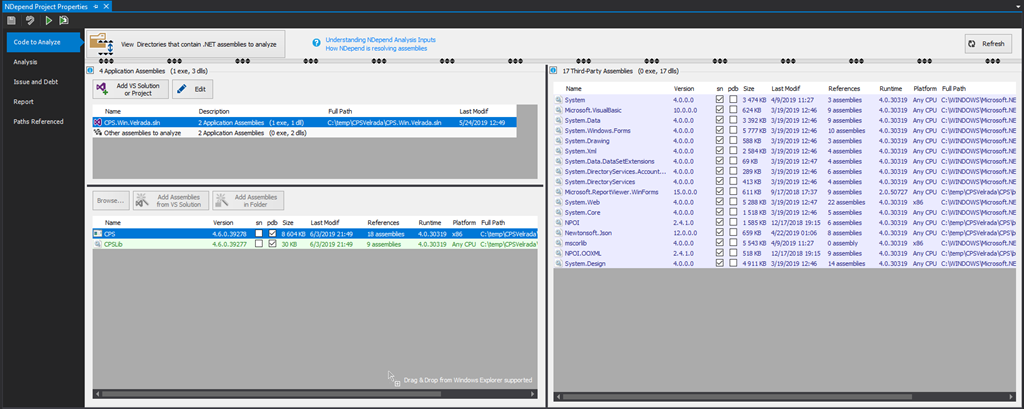 NDepend Project Properties
Code to Analyze
Analysis
Issue and Debt
Report
Paths Referenced
View Directories that contain .NET assemblies to analyze
Understanding NDepend Analysis Inputs
How NDepend is resolving assemblies
Refresh
4 Application Assemblies (1 exe, 3 dlls)
Add VS Solution
or Project
Edit
Name Description Full Path Last Modif
CPS.Win.Velrada.sln 2 Application Assemblies (1 exe, 1 dll) C:\temp\CPSVelrada\CPS.Win.Velrada.sln 5/24/2019 12:49
Other assemblies to analyze 2 Application Assemblies (0 exe, 2 dlls)
Browse...
Add Assemblies
from VS Solution
Add Assemblies
in Folder
Name Version sn pdb Size Last Modif References Runtime Platform Full Path
CPS 4.6.0.39278 8 604 KB 6/3/2019 21:49 18 assemblies 4.0.30319 x86 C:\temp\CPSVelrada\
CPSLib 4.6.0.39277 30 KB 6/3/2019 21:49 9 assemblies 4.0.30319 Any CPU C:\temp\CPSVelrada\
Drag & Drop from Windows Explorer supported
17 Third-Party Assemblies (0 exe, 17 dlls)
Name Version sn pdb Size Last Modif References Runtime Platform Full Path
System 4.0.0.0 3 474 KB 4/9/2019 11:27 3 assemblies 4.0.30319 Any CPU C:\WINDOWS\Microsoft.NE
Microsoft.VisualBasic 10.0.0.0 643 KB 3/19/2019 12:46 9 assemblies 4.0.30319 Any CPU C:\WINDOWS\Microsoft.NE
System.Data 4.0.0.0 3 392 KB 3/19/2019 12:46 9 assemblies 4.0.30319 Any CPU C:\WINDOWS\Microsoft.NE
System.Windows.Forms 4.0.0.0 5 777 KB 3/19/2019 12:46 10 assemblies 4.0.30319 Any CPU C:\WINDOWS\Microsoft.NE
System.Drawing 4.0.0.0 588 KB 3/19/2019 12:46 3 assemblies 4.0.30319 Any CPU C:\WINDOWS\Microsoft.NE
System.Xml 4.0.0.0 2 584 KB 3/19/2019 12:46 4 assemblies 4.0.30319 Any CPU C:\WINDOWS\Microsoft.NE
System.Data.DataSetExtensions 4.0.0.0 69 KB 3/19/2019 12:47 4 assemblies 4.0.30319 Any CPU C:\WINDOWS\Microsoft.NE
System.DirectoryServices.Account... 4.0.0.0 289 KB 3/19/2019 12:46 6 assemblies 4.0.30319 Any CPU C:\WINDOWS\Microsoft.NE
System.DirectoryServices 4.0.0.0 413 KB 3/19/2019 12:46 4 assemblies 4.0.30319 Any CPU C:\WINDOWS\Microsoft.NE
Microsoft.ReportViewer.WinForms 15.0.0.0 611 KB 9/17/2018 17:37 9 assemblies 2.0.50727 Any CPU C:\temp\CPSVelrada\
System.Web 4.0.0.0 5 288 KB 3/19/2019 12:47 22 assemblies 4.0.30319 x86 C:\WINDOWS\Microsoft.NE
System.Core 4.0.0.0 1 518 KB 3/19/2019 12:46 5 assemblies 4.0.30319 Any CPU C:\WINDOWS\Microsoft.NE
NPOI 2.4.1.0 1 585 KB 12/17/2018 19:15 6 assemblies 4.0.30319 Any CPU C:\temp\CPSVelrada\CPS\b
Newtonsoft.Json 12.0.0.0 659 KB 4/22/2019 01:06 9 assemblies 4.0.30319 Any CPU C:\temp\CPSVelrada\
mscorlib 4.0.0.0 5 543 KB 4/9/2019 11:27 0 assembly 4.0.30319 x86 C:\WINDOWS\Microsoft.NE
NPOI.OOXML 2.4.1.0 518 KB 12/17/2018 19:15 9 assemblies 4.0.30319 Any CPU C:\temp\CPSVelrada\CPS\
System.Design 4.0.0.0 4 911 KB 3/19/2019 12:46 14 assemblies 4.0.30319 Any CPU C:\WINDOWS\Microsoft.NE